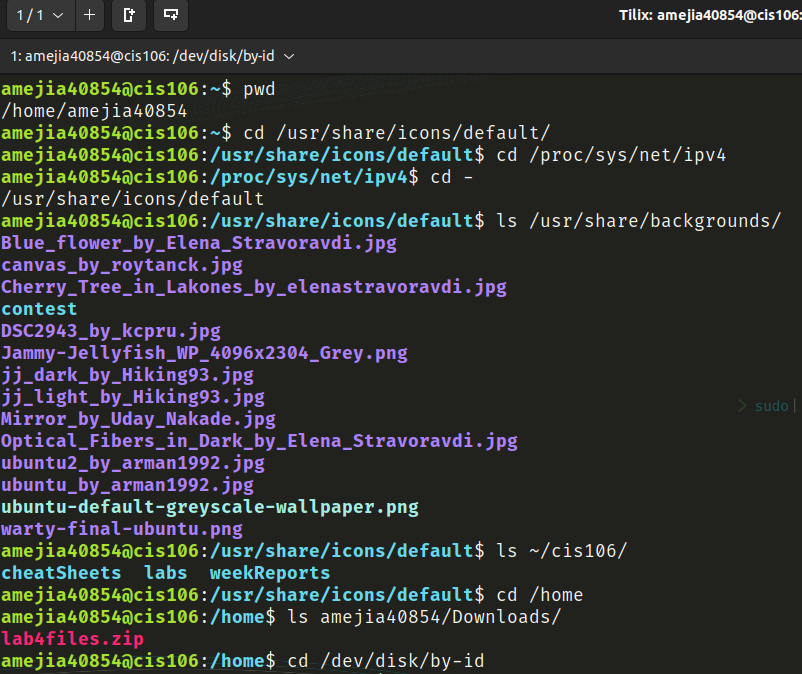 1 / 1
Tilix: amejia40854@cis106:
1: amejia40854@cis106: /dev/disk/by-id
amejia40854@cis106:~$ pwd
/home/amejia40854
amejia40854@cis106:~$ cd /usr/share/icons/default/
amejia40854@cis106:/usr/share/icons/default$ cd /proc/sys/net/ipv4
amejia40854@cis106:/proc/sys/net/ipv4$ cd -
/usr/share/icons/default
amejia40854@cis106:/usr/share/icons/default$ ls /usr/share/backgrounds/
Blue_flower_by_Elena_Stravoravdi.jpg
canvas_by_roytanck.jpg
Cherry_Tree_in_Lakones_by_elenastravoravdi.jpg
contest
DSC2943_by_kcpru.jpg
Jammy-Jellyfish_WP_4096x2304_Grey.png
jj_dark_by_Hiking93.jpg
jj_light_by_Hiking93.jpg
> sudo|
Mirror_by_Uday_Nakade.jpg
Optical_Fibers_in_Dark_by_Elena_Stravoravdi.jpg
ubuntu2_by_arman1992.jpg
ubuntu_by_arman1992.jpg
ubuntu-default-greyscale-wallpaper.png
warty-final-ubuntu.png
amejia40854@cis106:/usr/share/icons/default$ ls ~/cis106/
cheatSheets labs weekReports
amejia40854@cis106:/usr/share/icons/default$ cd /home
amejia40854@cis106:/home$ ls amejia40854/Downloads/
lab4files.zip
amejia40854@cis106:/home$ cd /dev/disk/by-id